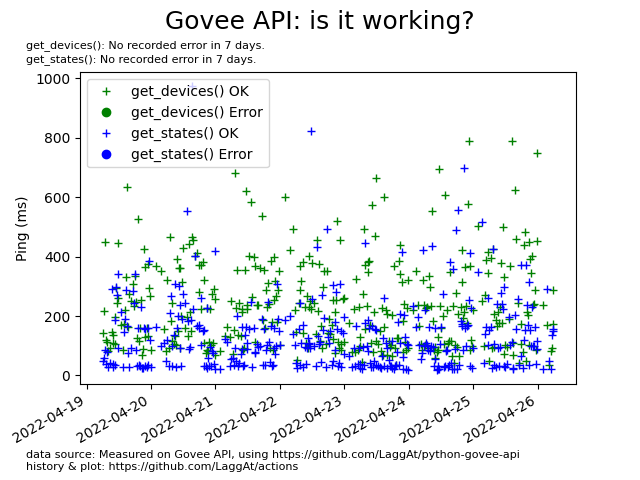 Govee API: is it working?
get_devices(): No recorded error in 7 days.
get_states(): No recorded error in 7 days.
get_devices() OK
get_devices() Error
get_states() OK
get_states() Error
Ping (ms)
1000
800
600
400
200
0
2022-04-19
2022-04-20
2022-04-21
2022-04-22
2022-04-23
2022-04-24
2022-04-25
2022-04-26
data source: Measured on Govee API, using https://github.com/LaggAt/python-govee-api
history & plot: https://github.com/LaggAt/actions